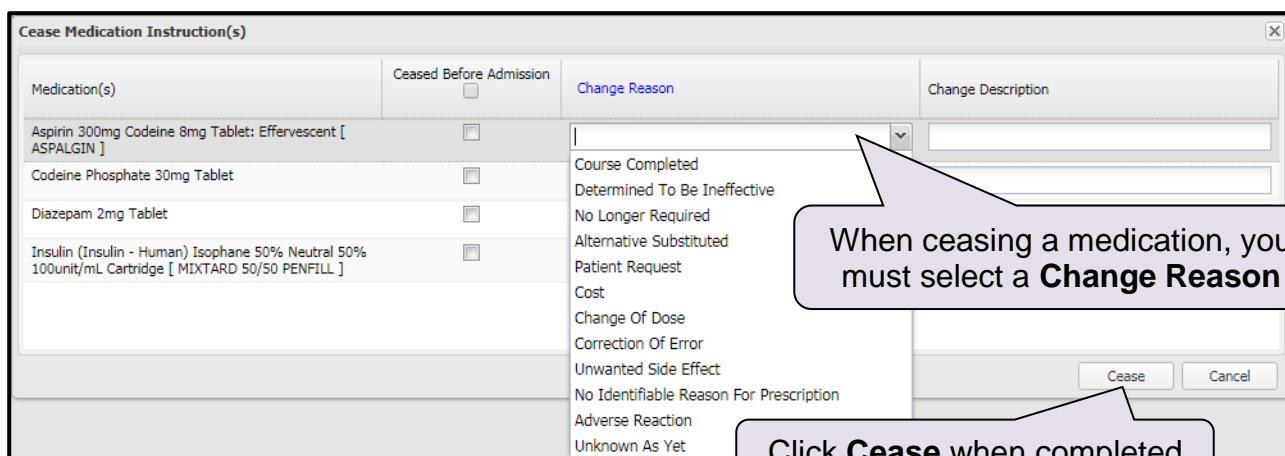 Cease Medication Instruction(s)
Medication(s)
Ceased Before Admission
Change Reason
Change Description
Aspirin 300mg Codeine 8mg Tablet: Effervescent [
ASPALGIN ]
Codeine Phosphate 30mg Tablet
Diazepam 2mg Tablet
Insulin (Insulin - Human) Isophane 50% Neutral 50%
100unit/mL Cartridge [ MIXTARD 50/50 PENFILL ]
Course Completed
Determined To Be Ineffective
No Longer Required
Alternative Substituted
Patient Request
Cost
Change Of Dose
Correction Of Error
Unwanted Side Effect
No Identifiable Reason For Prescription
Adverse Reaction
Unknown As Yet
When ceasing a medication, you
must select a Change Reason
Cease
Cancel
Click Cease when completed